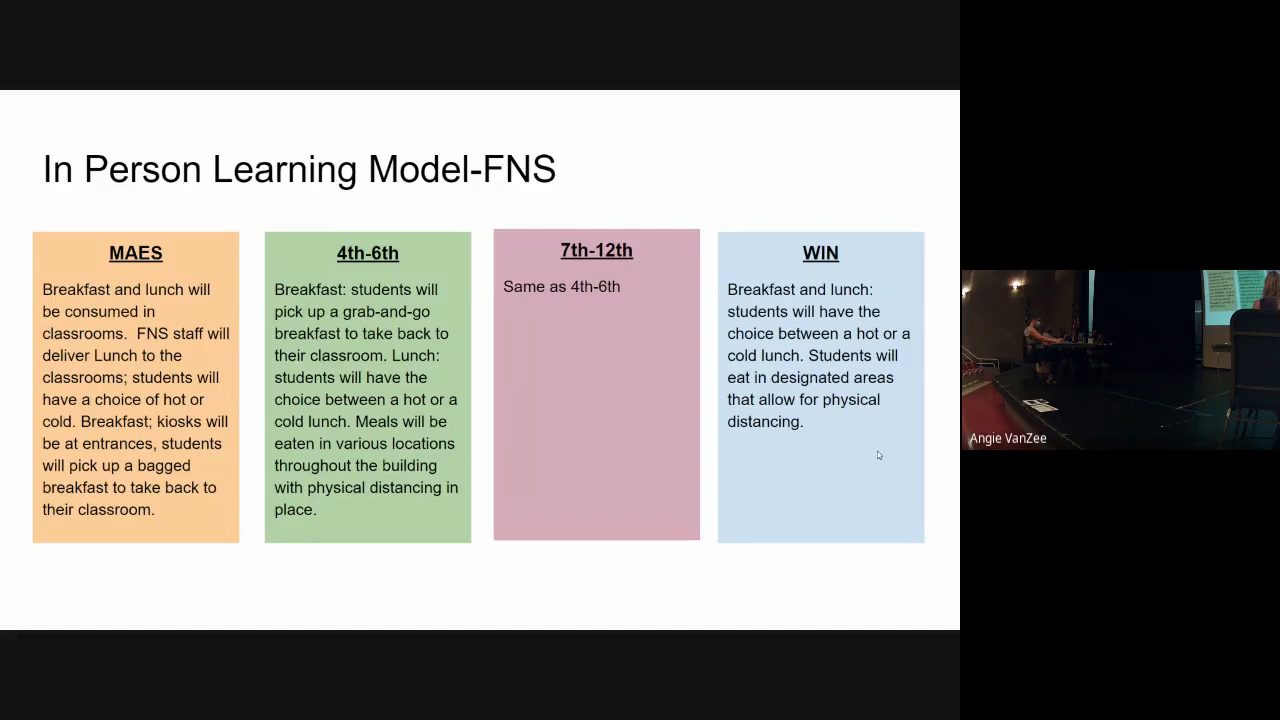 In Person Learning Model-FNS
MAES
Breakfast and lunch will
be consumed in
classrooms.  FNS staff will
deliver Lunch to the
classrooms; students will
have a choice of hot or
cold. Breakfast; kiosks will
be at entrances, students
will pick up a bagged
breakfast to take back to
their classroom.
4th-6th
Breakfast: students will
pick up a grab-and-go
breakfast to take back to
their classroom. Lunch:
students will have the
choice between a hot or a
cold lunch. Meals will be
eaten in various locations
throughout the building
with physical distancing in
place.
7th-12th
Same as 4th-6th
WIN
Breakfast and lunch:
students will have the
choice between a hot or a
cold lunch. Students will
eat in designated areas
that allow for physical
distancing.
Angie VanZee